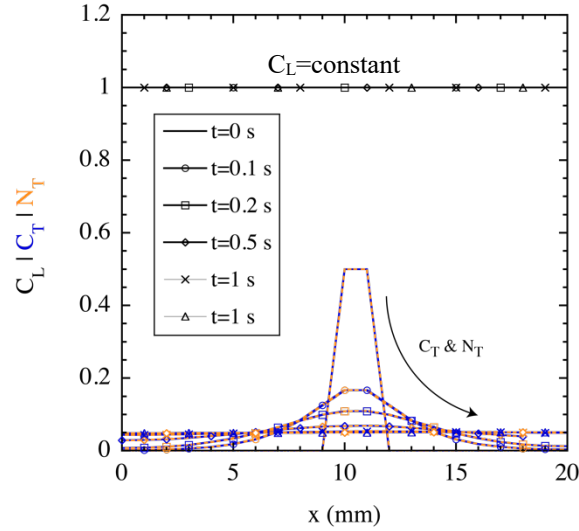 1.2
1
0.8
0.6
0.4
0.2
0
C_L | C_T | N_T
C_L=constant
t=0 s
t=0.1 s
t=0.2 s
t=0.5 s
t=1 s
t=1 s
C_T & N_T
0 5 10 15 20
x (mm)